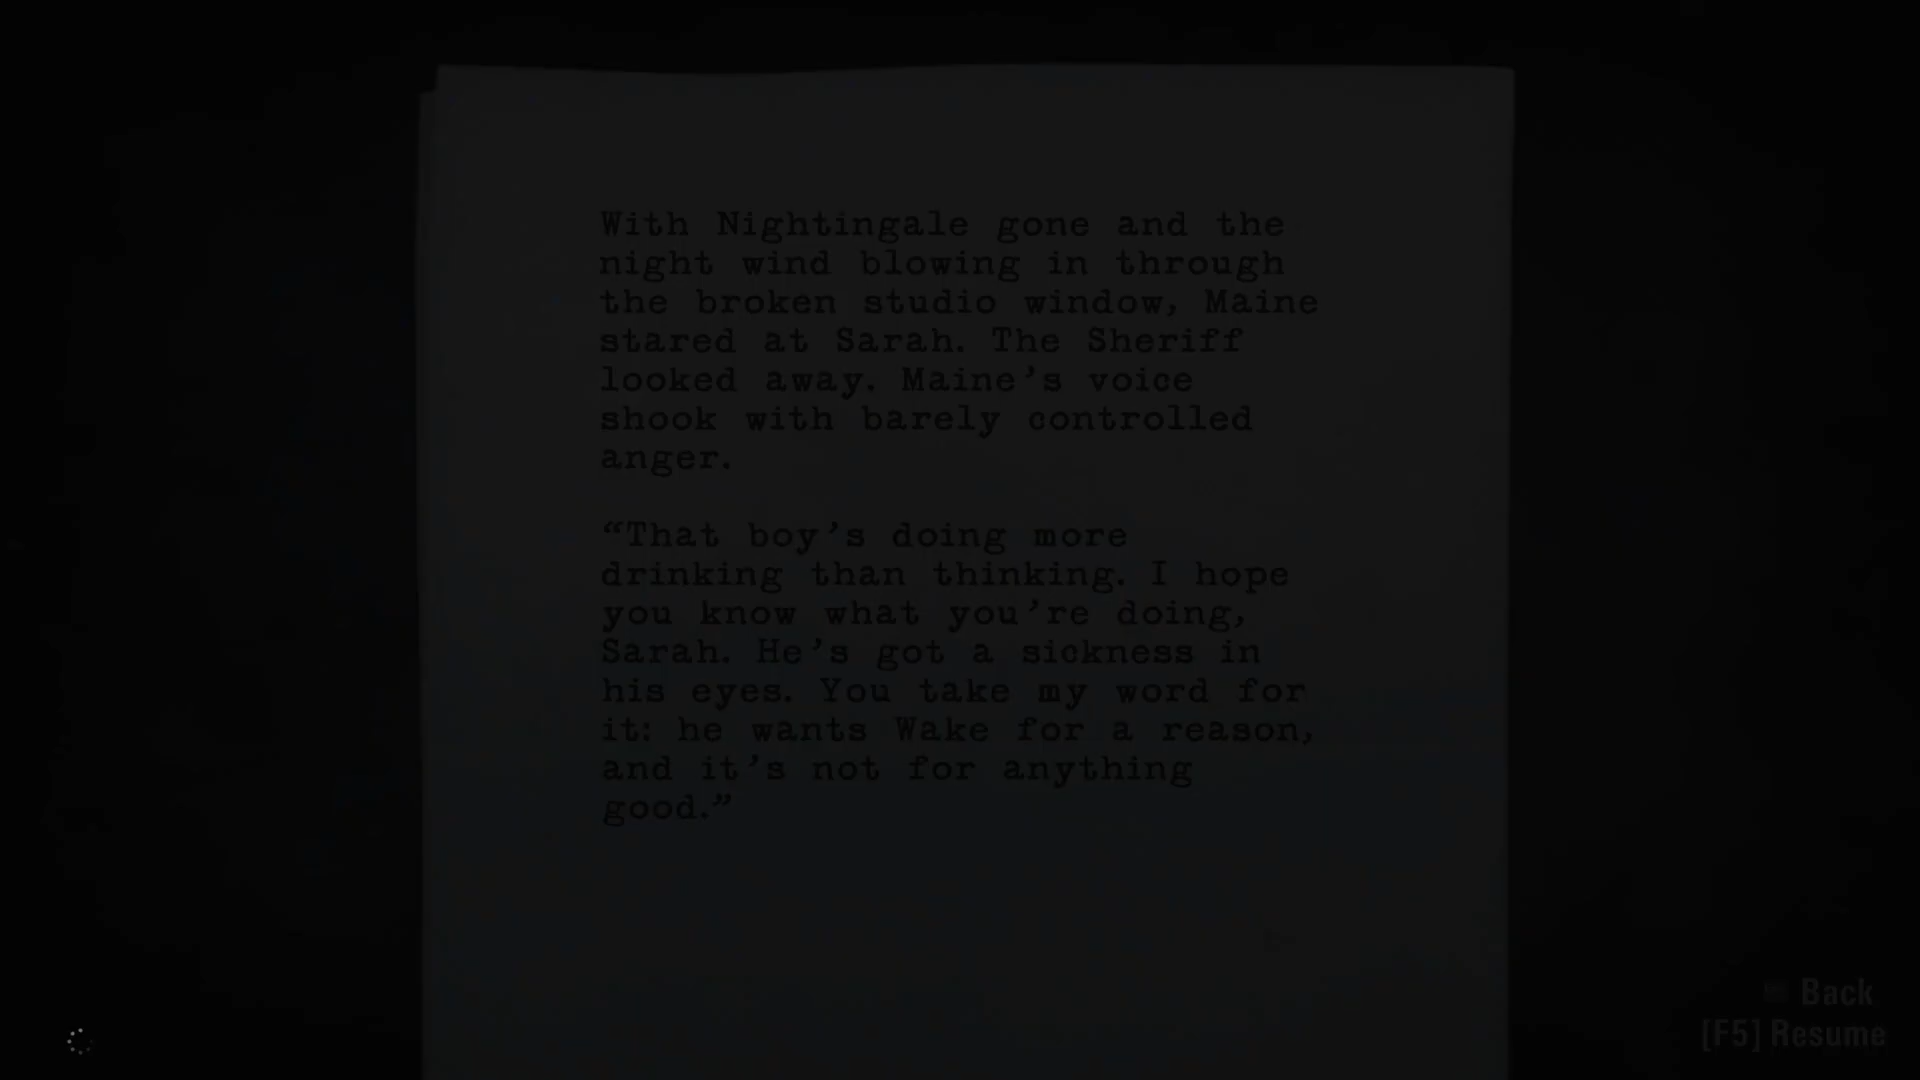 With Nightingale gone and the
night wind blowing in through
the broken studio window, Maine
stared at Sarah. The Sheriff
looked away. Maine’s voice
shook with barely controlled
anger.
“That boy’s doing more
drinking than thinking. I hope
you know what you’re doing,
Sarah. He’s got a sickness in
his eyes. You take my word for
it: he wants Wake for a reason,
and it’s not for anything
good.”
Back
[F5] Resume